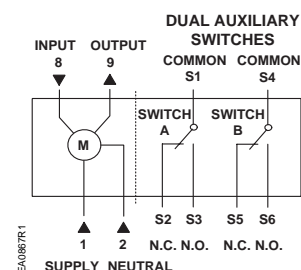 DUAL AUXILIARY
SWITCHES
INPUT OUTPUT
8 9
COMMON COMMON
S1 S4
SWITCH
A
SWITCH
B
M
S2 S3 S5 S6
1 2
N.C. N.O. N.C. N.O.
SUPPLY NEUTRAL
EA0867R1